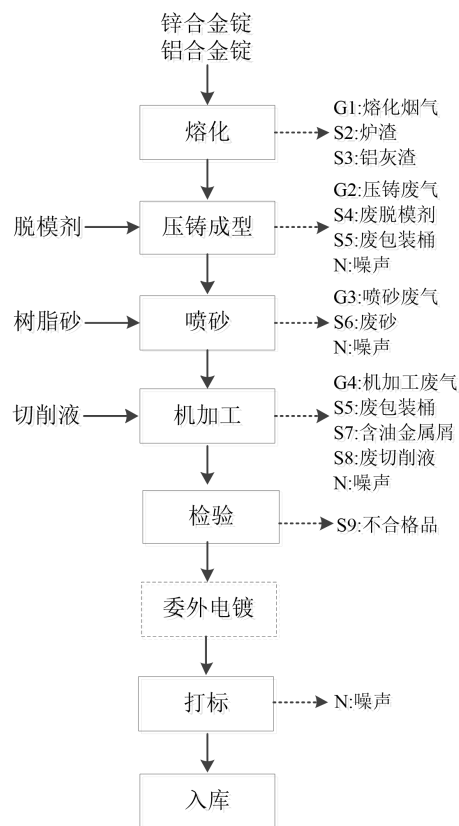 锌合金锭
铝合金锭
熔化
G1:熔化烟气
S2:炉渣
S3:铝灰渣
脱模剂
压铸成型
G2:压铸废气
S4:废脱模剂
S5:废包装桶
N:噪声
树脂砂
喷砂
G3:喷砂废气
S6:废砂
N:噪声
切削液
机加工
G4:机加工废气
S5:废包装桶
S7:含油金属屑
S8:废切削液
N:噪声
检验
S9:不合格品
委外电镀
打标
N:噪声
入库